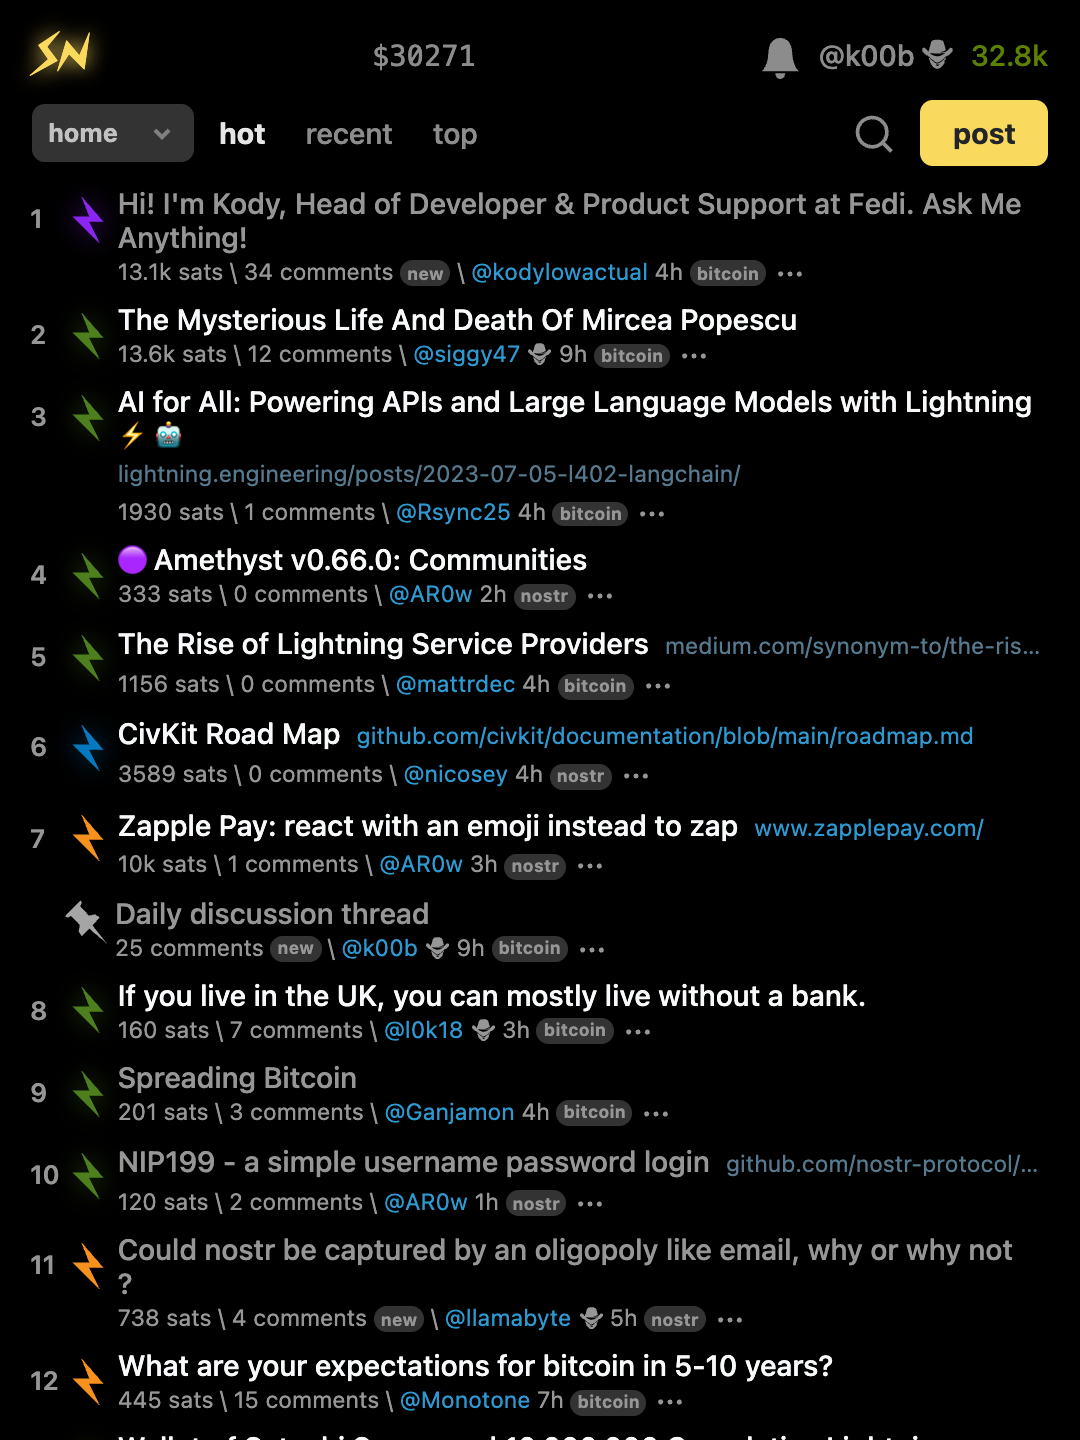 SN
$30271
@k00b 32.8k
home hot recent top post
1 Hi! I'm Kody, Head of Developer & Product Support at Fedi. Ask Me
Anything!
13.1k sats \ 34 comments new \ @kodylowactual 4h bitcoin ...
2 The Mysterious Life And Death Of Mircea Popescu
13.6k sats \ 12 comments \ @siggy47 9h bitcoin ...
3 AI for All: Powering APIs and Large Language Models with Lightning
⚡ 🤖
lightning.engineering/posts/2023-07-05-l402-langchain/
1930 sats \ 1 comments \ @Rsync25 4h bitcoin ...
4 🟣 Amethyst v0.66.0: Communities
333 sats \ 0 comments \ @AR0w 2h nostr ...
5 The Rise of Lightning Service Providers medium.com/synonym-to/the-ris...
1156 sats \ 0 comments \ @mattrdec 4h bitcoin ...
6 CivKit Road Map github.com/civkit/documentation/blob/main/roadmap.md
3589 sats \ 0 comments \ @nicosey 4h nostr ...
7 Zapple Pay: react with an emoji instead to zap www.zapplepay.com/
10k sats \ 1 comments \ @AR0w 3h nostr ...
Daily discussion thread
25 comments new \ @k00b 9h bitcoin ...
8 If you live in the UK, you can mostly live without a bank.
160 sats \ 7 comments \ @l0k18 3h bitcoin ...
9 Spreading Bitcoin
201 sats \ 3 comments \ @Ganjamon 4h bitcoin ...
10 NIP199 - a simple username password login github.com/nostr-protocol/...
120 sats \ 2 comments \ @AR0w 1h nostr ...
11 Could nostr be captured by an oligopoly like email, why or why not
?
738 sats \ 4 comments new \ @llamabyte 5h nostr ...
12 What are your expectations for bitcoin in 5-10 years?
445 sats \ 15 comments \ @Monotone 7h bitcoin ...